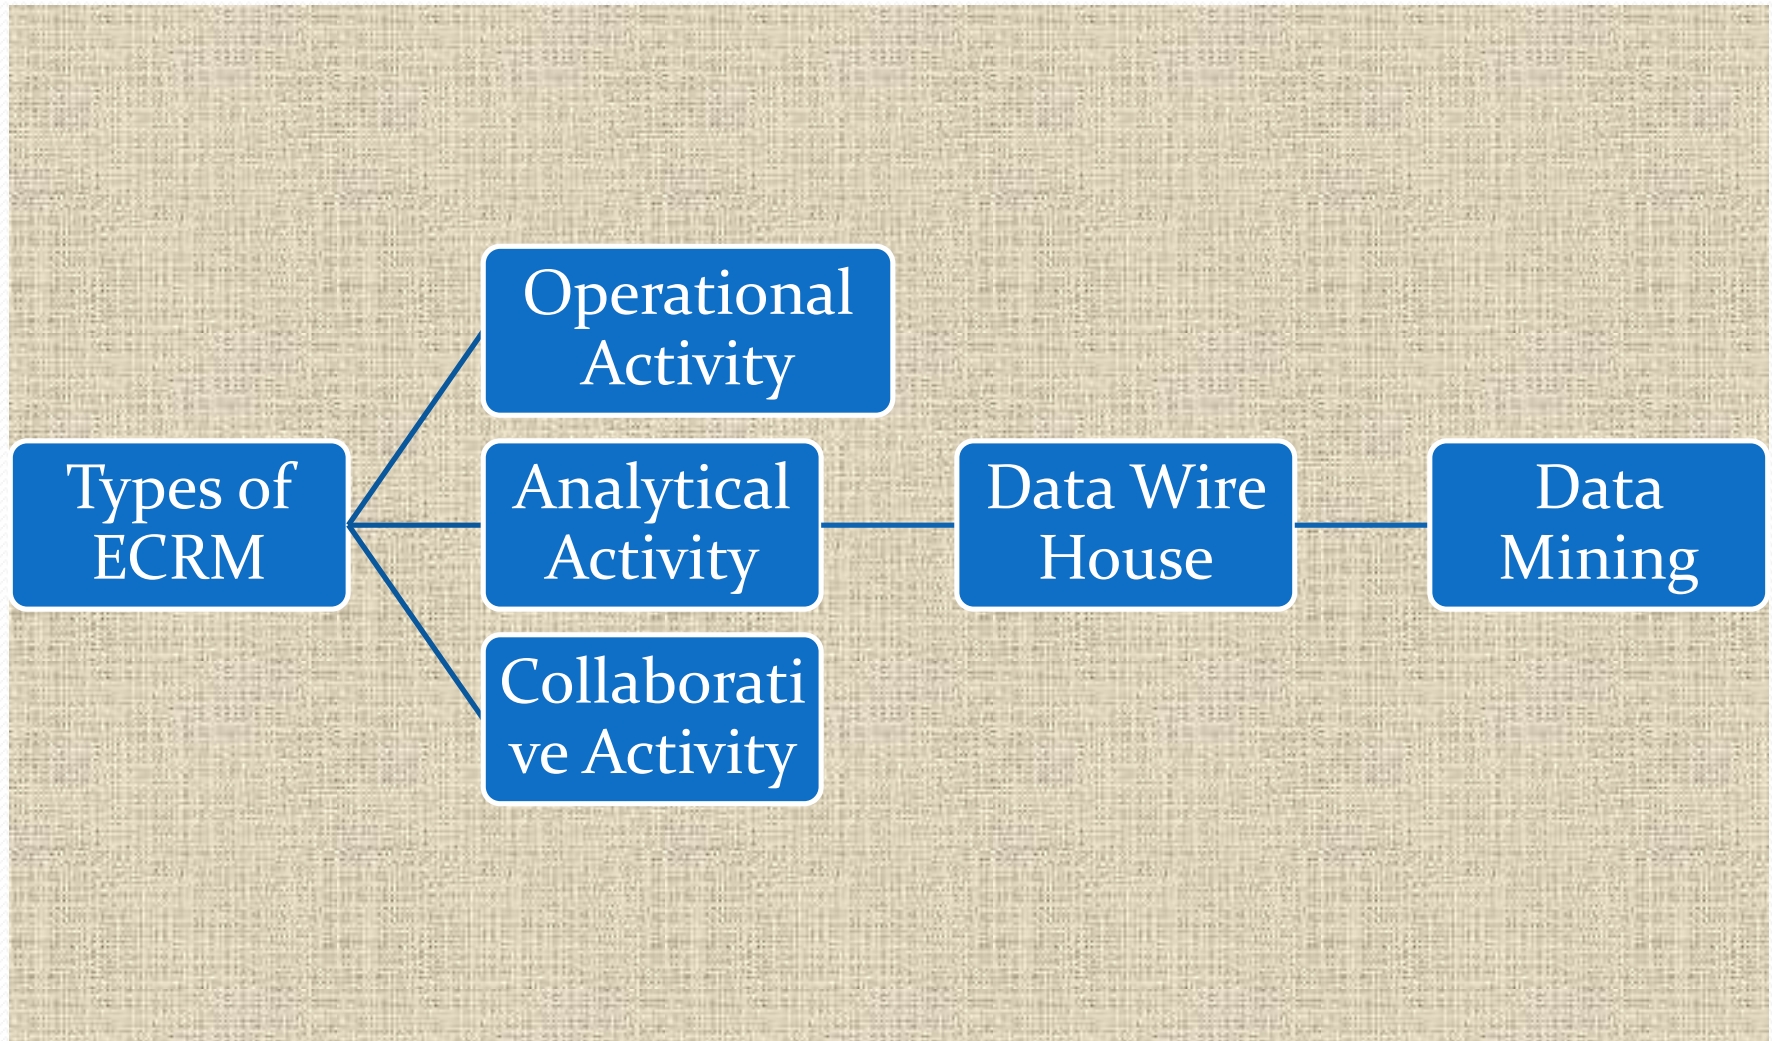 Types of
ECRM
Operational
Activity
Analytical
Activity
Collaborati
ve Activity
Data Wire
House
Data
Mining